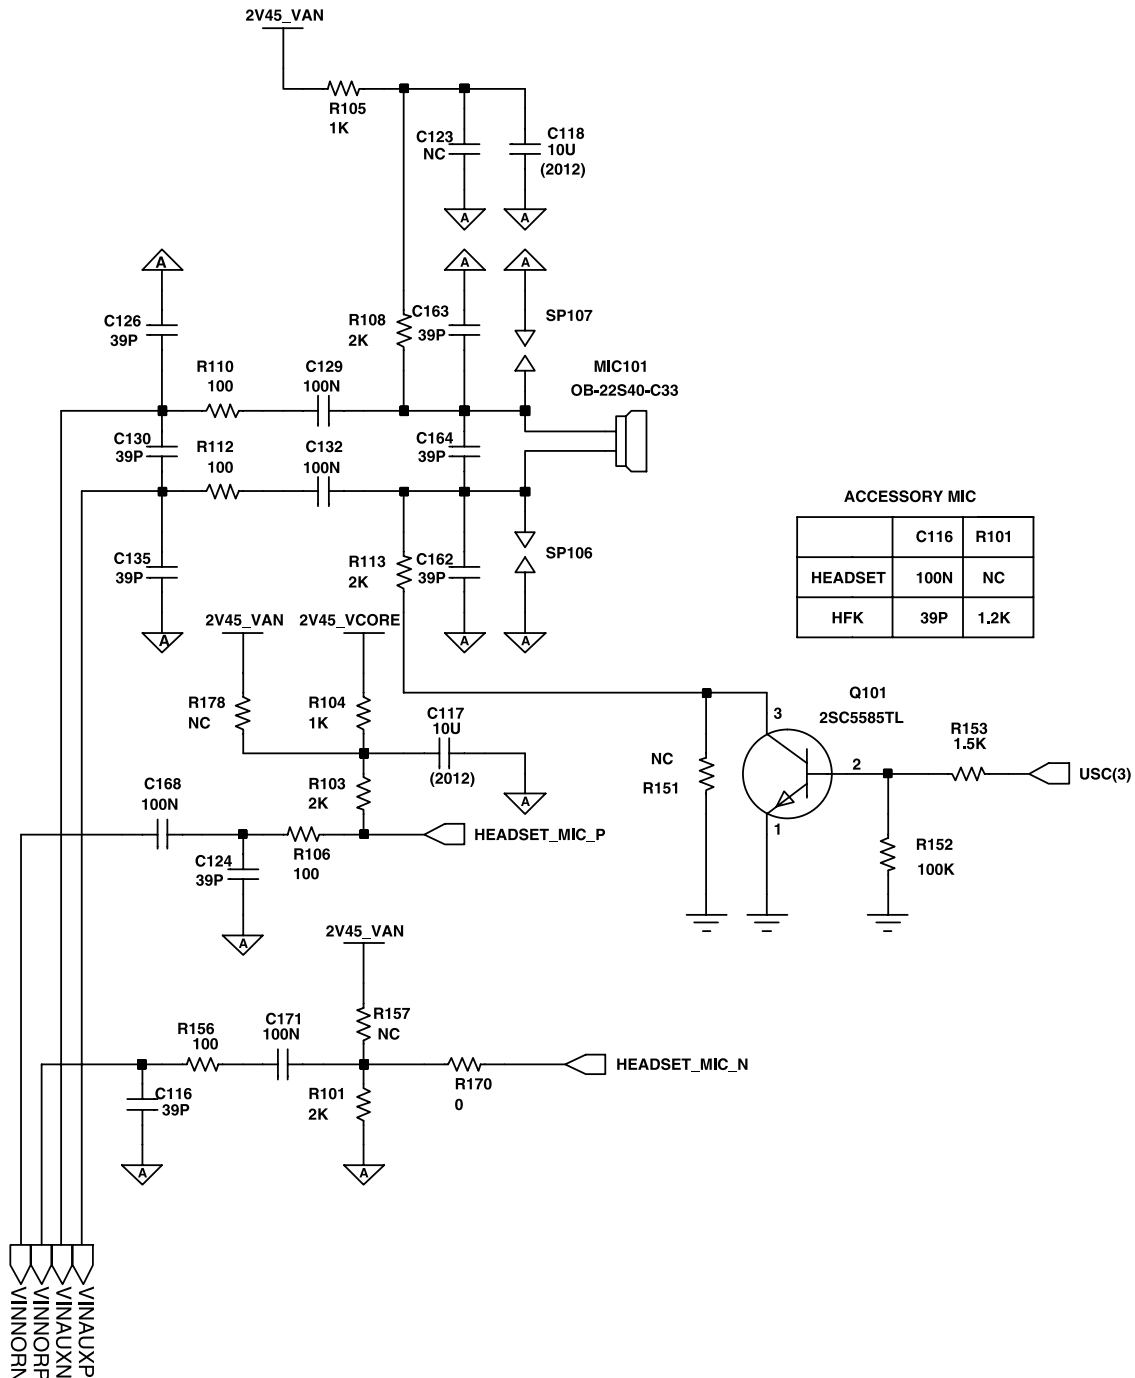 2V45_VAN
R105
1K
C123
NC
C118
10U
(2012)
A
A
A
A
A
C126
39P
R108
2K
C163
39P
SP107
R110
100
C129
100N
MIC101
OB-22S40-C33
C130
39P
R112
100
C132
100N
C164
39P
C135
39P
R113
2K
C162
39P
SP106
A
A
A
ACCESSORY MIC
C116 R101
HEADSET 100N NC
HFK 39P 1.2K
2V45_VAN
2V45_VCORE
R178
NC
R104
1K
C117
10U
(2012)
A
R103
2K
C168
100N
HEADSET_MIC_P
R106
100
C124
39P
A
Q101
2SC5585TL
3
2
1
R153
1.5K
USC(3)
NC
R151
R152
100K
2V45_VAN
R157
NC
R156
100
C171
100N
HEADSET_MIC_N
R170
0
C116
39P
R101
2K
A
A
VINNORN
VINNORP
VINAUXN
VINAUXP